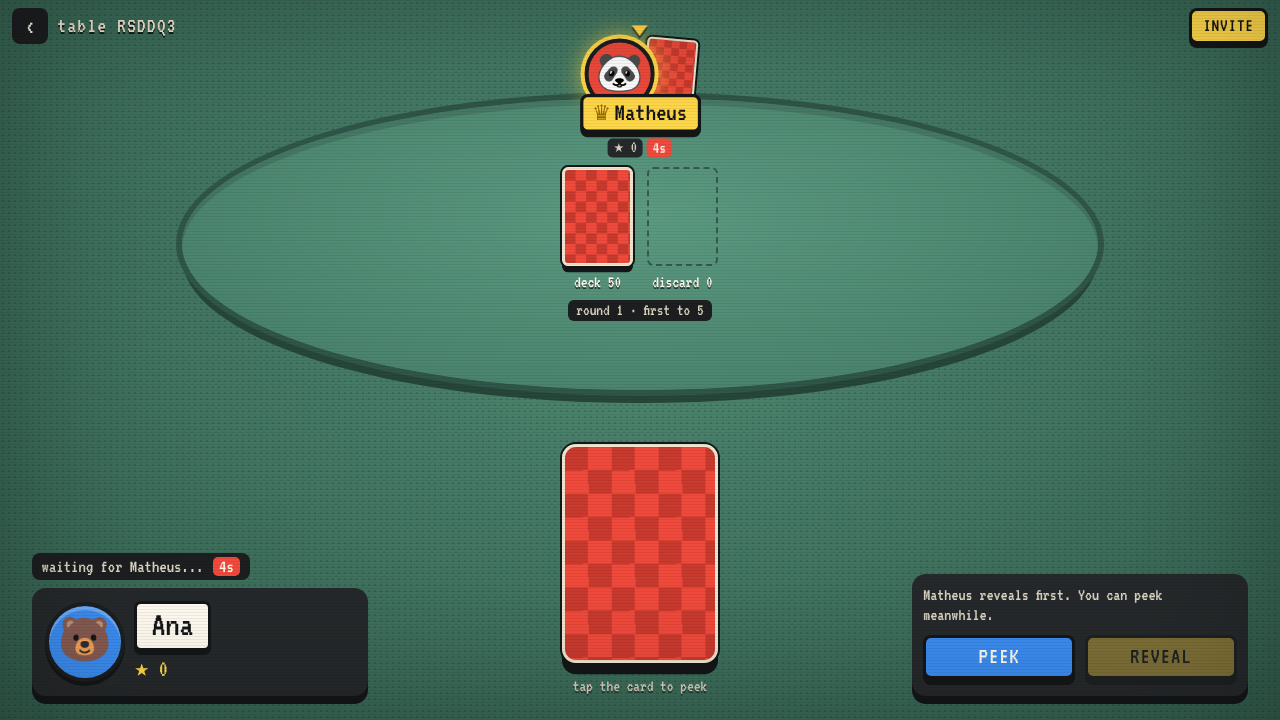 table RSDDQ3
INVITE
Matheus
★ 0 4s
deck 50 discard 0
round 1 · first to 5
waiting for Matheus... 4s
Ana
★ 0
tap the card to peek
Matheus reveals first. You can peek
meanwhile.
PEEK REVEAL